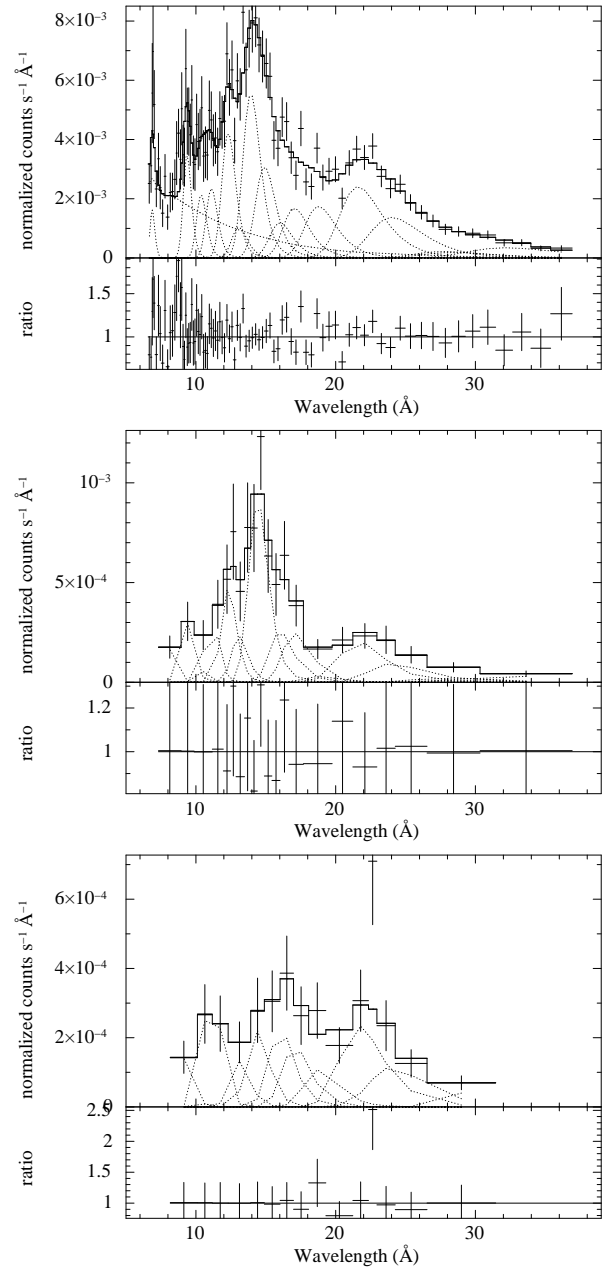 8×10⁻³
6×10⁻³
4×10⁻³
2×10⁻³
0
normalized counts s⁻¹ Å⁻¹
1.5
1
ratio
10 20 30
Wavelength (Å)
10⁻³
5×10⁻⁴
0
normalized counts s⁻¹ Å⁻¹
1.2
1
ratio
10 20 30
Wavelength (Å)
6×10⁻⁴
4×10⁻⁴
2×10⁻⁴
0
normalized counts s⁻¹ Å⁻¹
2.5
2
1.5
1
ratio
10 20 30
Wavelength (Å)